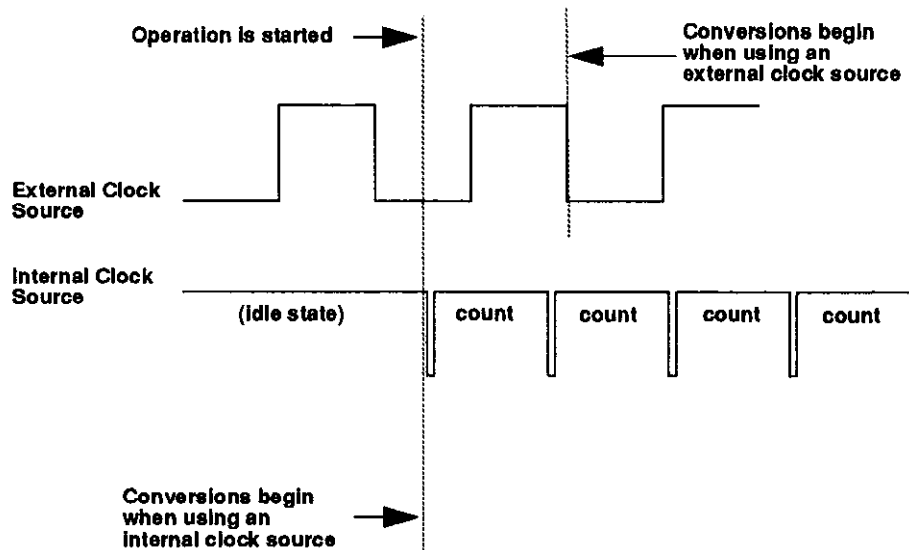 Operation is started
Conversions begin
when using an
external clock source
External Clock
Source
Internal Clock
Source
(idle state)
count
count
count
count
Conversions begin
when using an
internal clock source